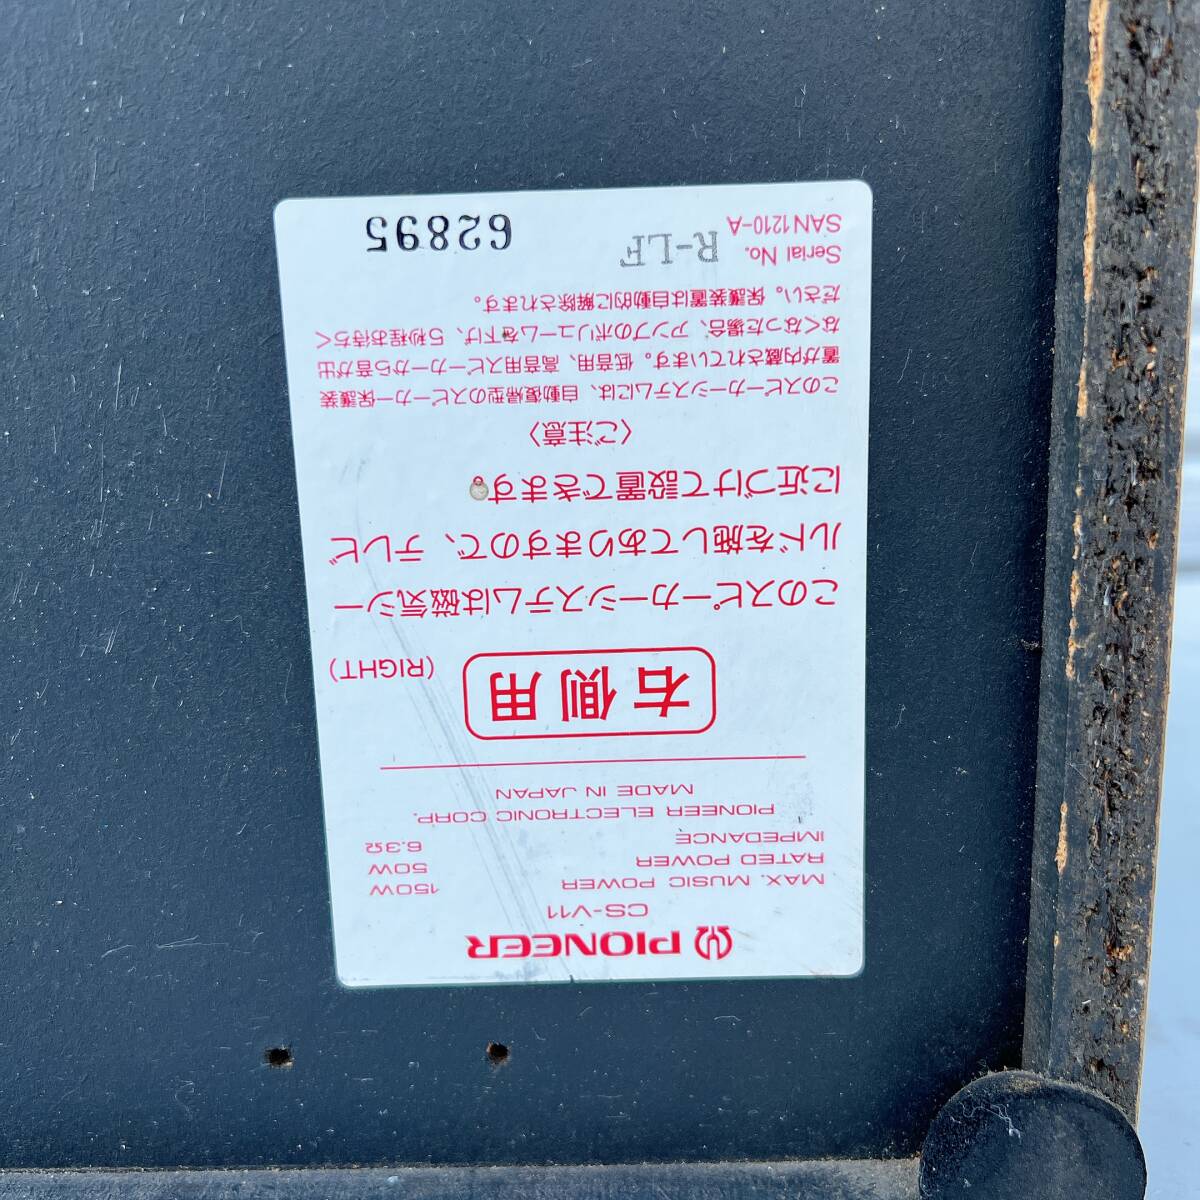 PIONEER
CS-V11
MAX. MUSIC POWER 150W
RATED POWER 50W
IMPEDANCE 6.3Ω
PIONEER ELECTRONIC CORP.
MADE IN JAPAN
右側用 (RIGHT)
このスピーカーシステムは磁気シー
ルドを施してありますので、テレビ
に近づけて設置できます。
〈ご注意〉
このスピーカーシステムには、自動復帰型のスピーカー保護装
置が内蔵されています。低音用、高音用スピーカーから音が出
なくなった場合、アンプのボリュームを下げ、5秒程お待ちく
ださい。保護装置は自動的に解除されます。
Serial No. R-LF 62895
SAN1210-A